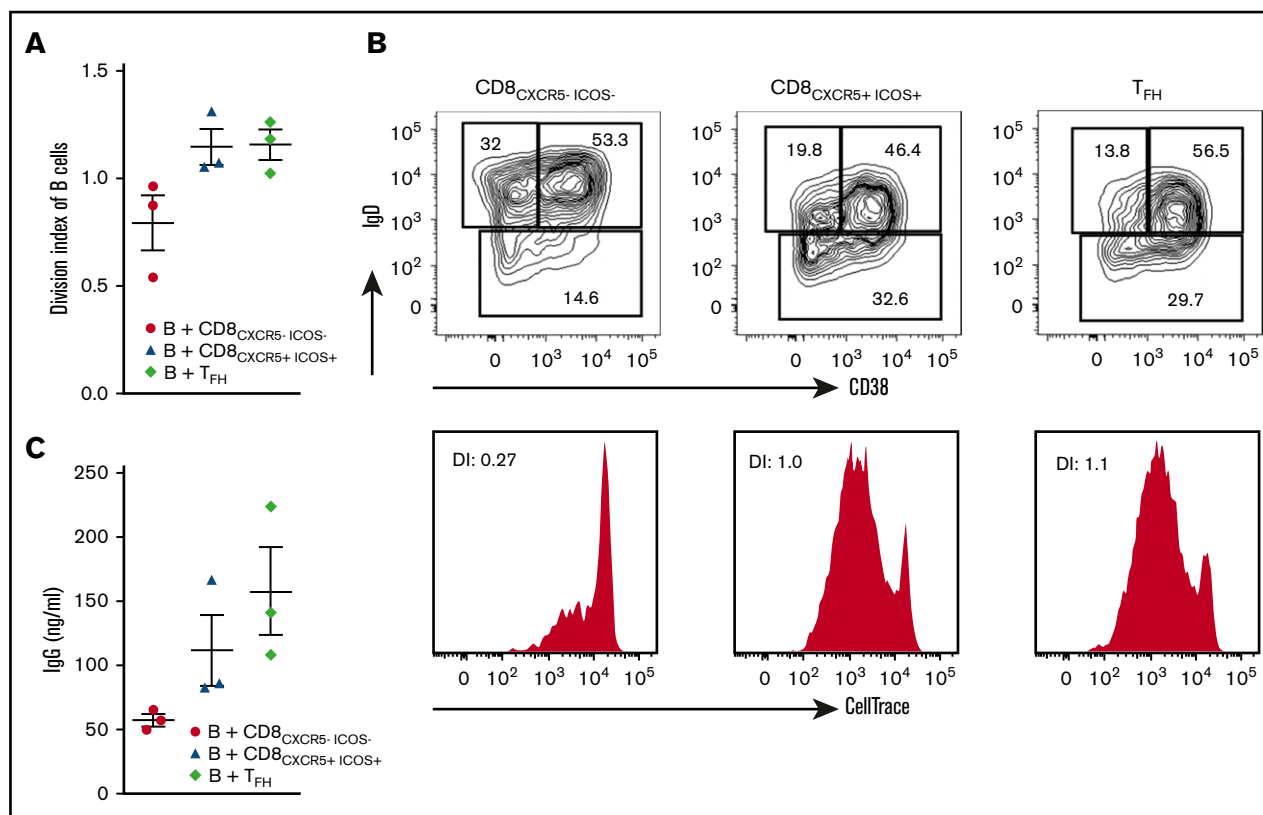 A
1.5
1.0
0.5
0.0
Division index of B cells
B + CD8CXCR5- ICOS-
B + CD8CXCR5+ ICOS+
B + TFH
B
CD8CXCR5- ICOS-
CD8CXCR5+ ICOS+
TFH
10⁵
10⁴
10³
10²
0
IgD
32
53.3
14.6
0 10³ 10⁴ 10⁵
10⁵
10⁴
10³
10²
0
19.8
46.4
32.6
0 10³ 10⁴ 10⁵
10⁵
10⁴
10³
10²
0
13.8
56.5
29.7
0 10³ 10⁴ 10⁵
CD38
DI: 0.27
0 10² 10³ 10⁴ 10⁵
DI: 1.0
0 10² 10³ 10⁴ 10⁵
DI: 1.1
0 10² 10³ 10⁴ 10⁵
CellTrace
C
250
200
150
100
50
0
IgG (ng/ml)
B + CD8CXCR5- ICOS-
B + CD8CXCR5+ ICOS+
B + TFH